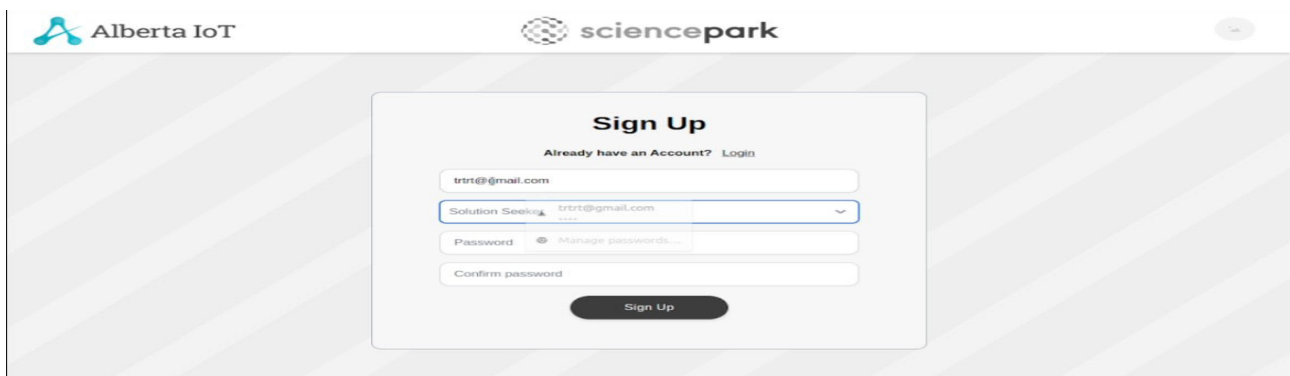 Alberta IoT
sciencepark
Sign Up
Already have an Account? Login
trtrt@gmail.com
Solution Seeker
trtrt@gmail.com
Password
Manage passwords...
Confirm password
Sign Up